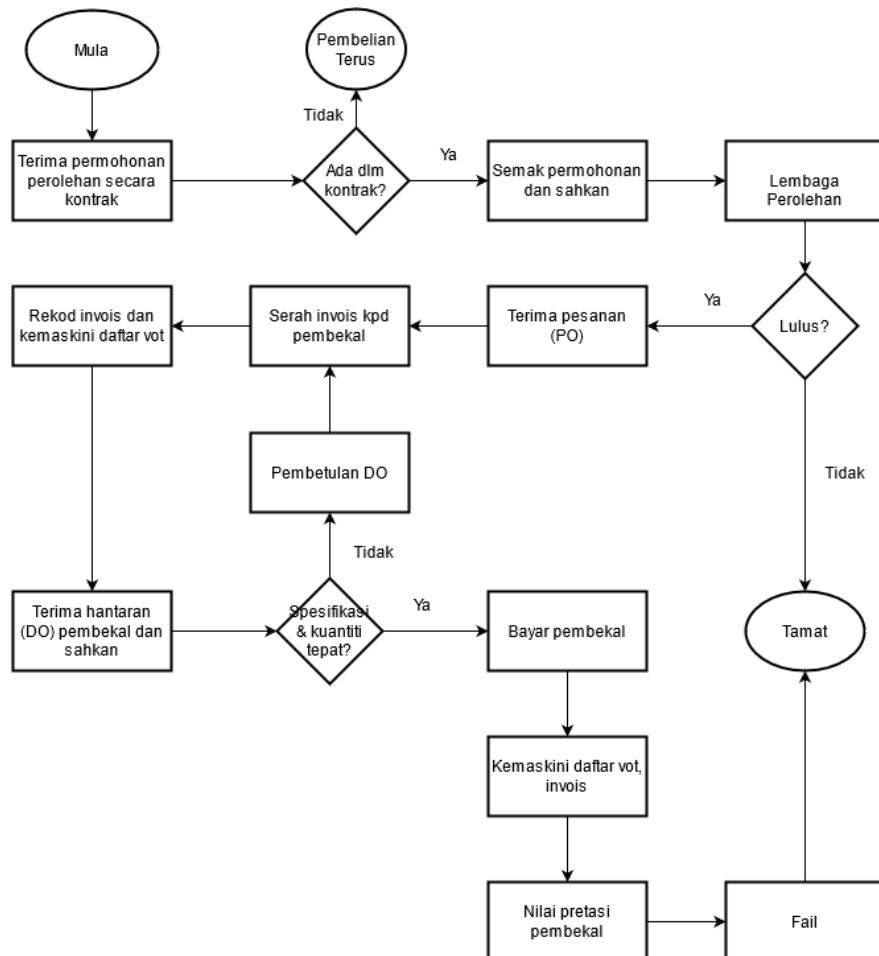 Mula
Pembelian
Terus
Tidak
Terima permohonan
perolehan secara
kontrak
Ada dlm
kontrak?
Ya
Semak permohonan
dan sahkan
Lembaga
Perolehan
Rekod invois dan
kemaskini daftar vot
Serah invois kpd
pembekal
Terima pesanan
(PO)
Ya
Lulus?
Pembetulan DO
Tidak
Tidak
Terima hantaran
(DO) pembekal dan
sahkan
Spesifikasi
& kuantiti
tepat?
Ya
Bayar pembekal
Tamat
Kemaskini daftar vot,
invois
Nilai pretasi
pembekal
Fail